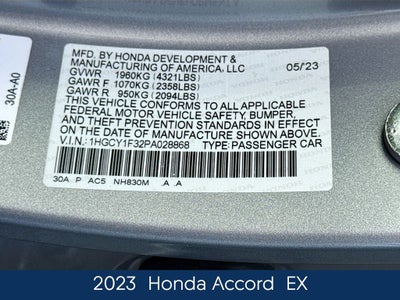 MFD. BY HONDA DEVELOPMENT &
MANUFACTURING OF AMERICA, LLC
GVWR 1960KG (4321LBS) 05/23
GAWR F 1070KG (2358LBS)
GAWR R 950KG (2094LBS)
THIS VEHICLE CONFORMS TO ALL APPLICABLE
FEDERAL MOTOR VEHICLE SAFETY, BUMPER,
AND THEFT PREVENTION STANDARDS IN EFFECT
ON THE DATE OF MANUFACTURE SHOWN ABOVE.
V.I.N.: 1HGCY1F32PA028868 TYPE: PASSENGER CAR
30A P AC5 NH830M A A
30A-A0
2023 Honda Accord EX